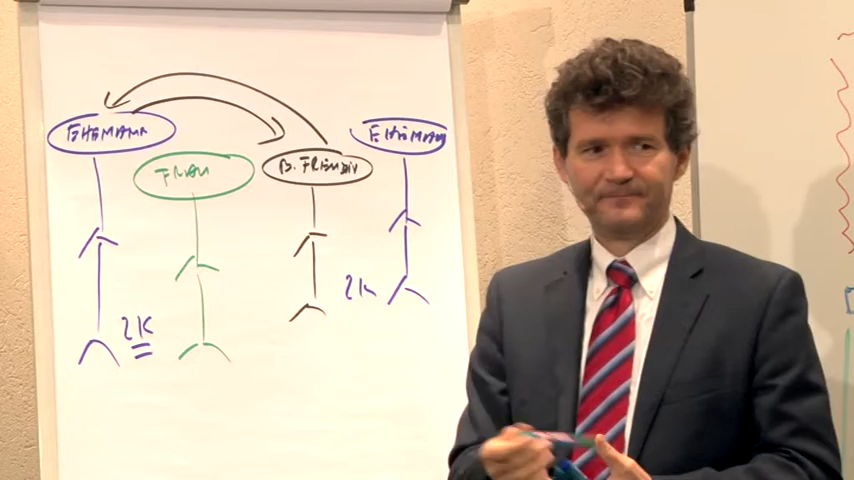 EHEMANN
FRAU
B. FREUNDIN
EHEMANN
2K
2K